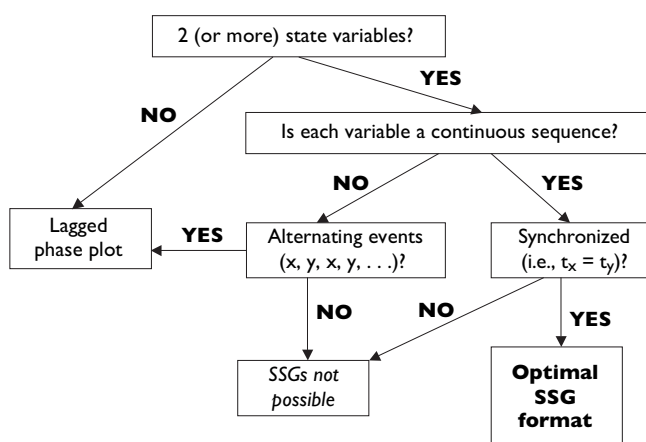 2 (or more) state variables?
YES
NO
Is each variable a continuous sequence?
NO
YES
Lagged
phase plot
YES
Alternating events
(x, y, x, y, . . .)?
Synchronized
(i.e., tₓ = tᵧ)?
NO
NO
YES
SSGs not
possible
Optimal
SSG
format